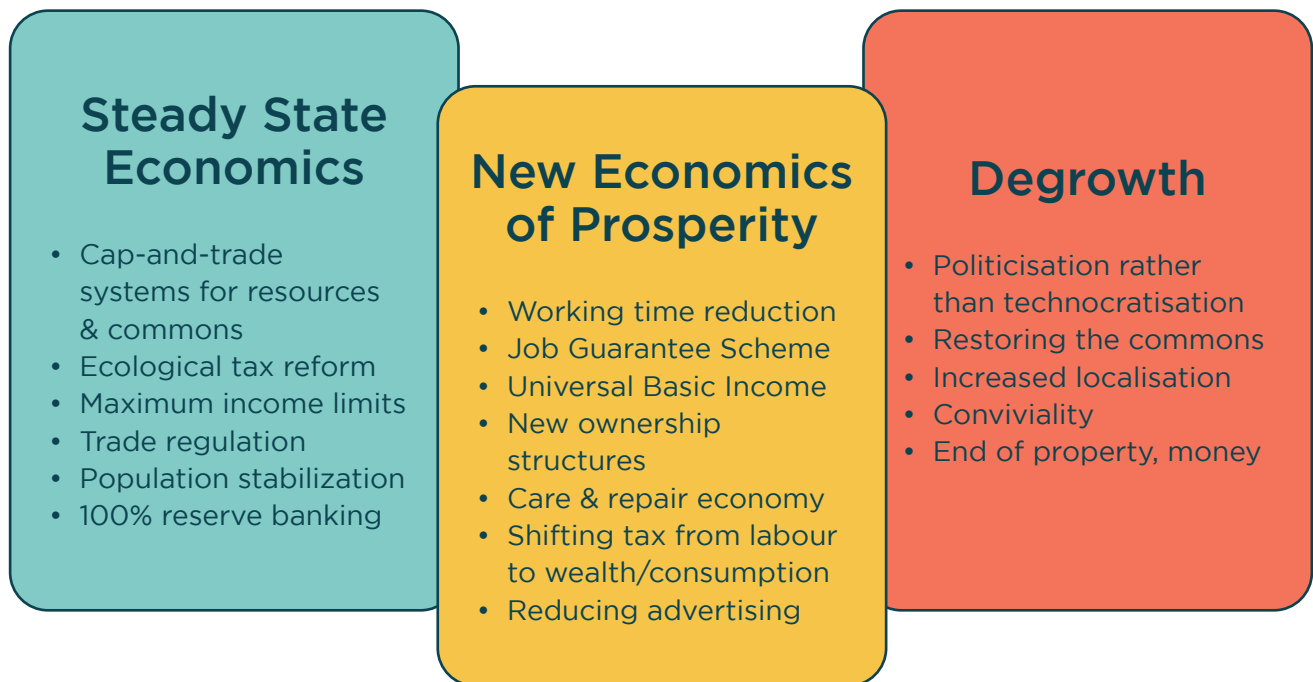 Steady State
Economics
• Cap-and-trade
systems for resources
& commons
• Ecological tax reform
• Maximum income limits
• Trade regulation
• Population stabilization
• 100% reserve banking
New Economics
of Prosperity
• Working time reduction
• Job Guarantee Scheme
• Universal Basic Income
• New ownership
structures
• Care & repair economy
• Shifting tax from labour
to wealth/consumption
• Reducing advertising
Degrowth
• Politicisation rather
than technocratisation
• Restoring the commons
• Increased localisation
• Conviviality
• End of property, money